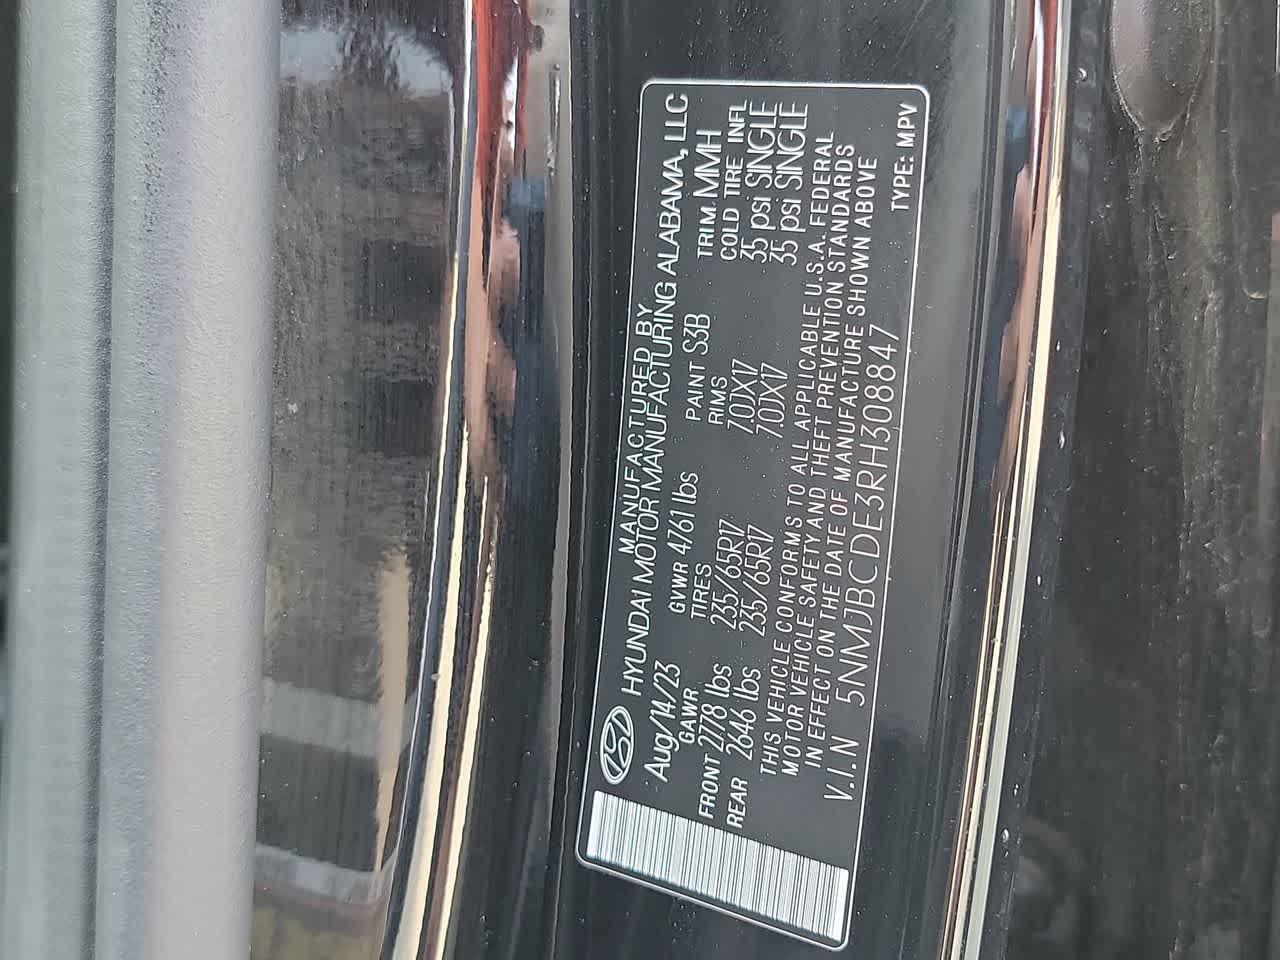 MANUFACTURED BY
HYUNDAI MOTOR MANUFACTURING ALABAMA, LLC
Aug/14/23 GVWR 4761 lbs PAINT S3B TRIM MMH
GAWR TIRES RIMS COLD TIRE INFL
FRONT 2778 lbs 235/65R17 7.0JX17 35 psi SINGLE
REAR 2646 lbs 235/65R17 7.0JX17 35 psi SINGLE
THIS VEHICLE CONFORMS TO ALL APPLICABLE U.S.A. FEDERAL
MOTOR VEHICLE SAFETY AND THEFT PREVENTION STANDARDS
IN EFFECT ON THE DATE OF MANUFACTURE SHOWN ABOVE
V.I.N 5NMJBCDE3RH308847 TYPE: MPV